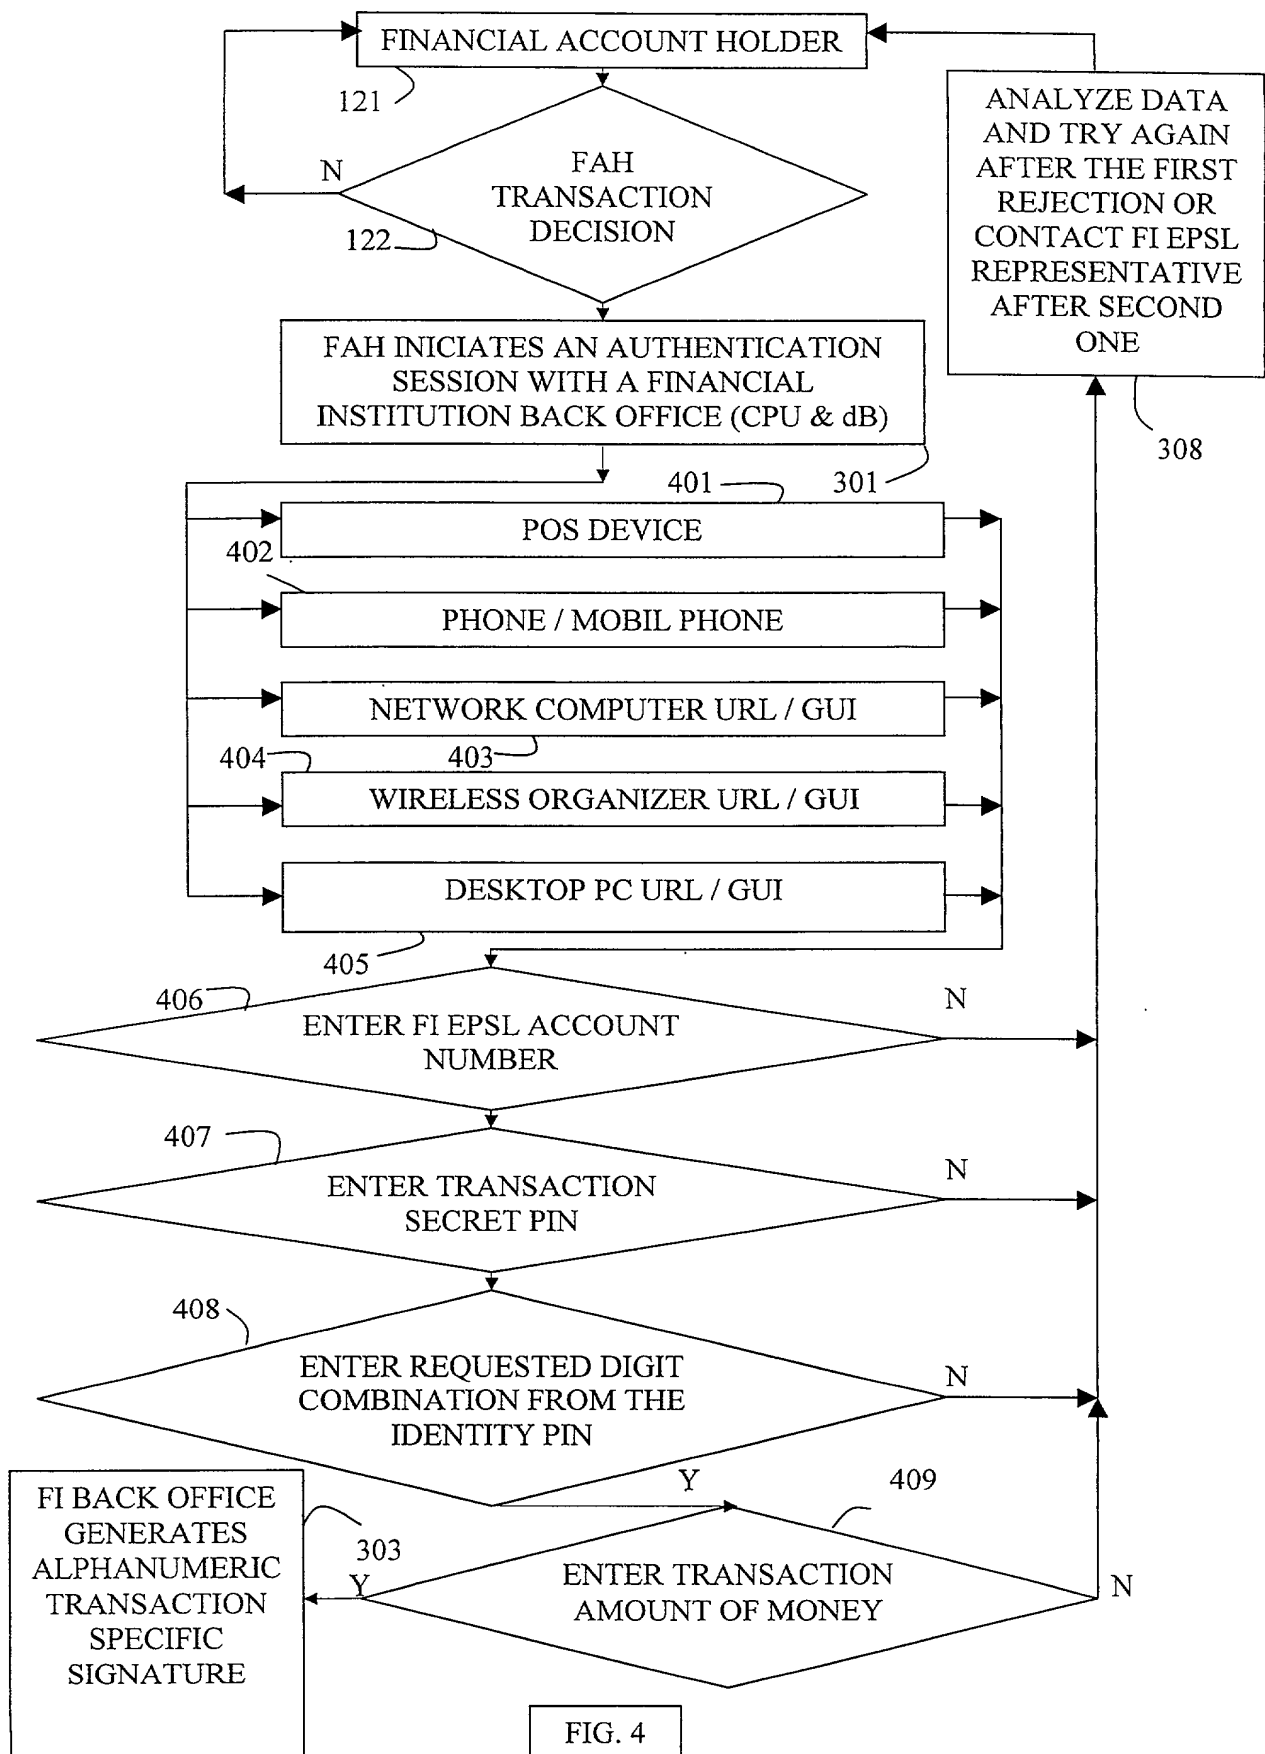 FINANCIAL ACCOUNT HOLDER
121
N
FAH
TRANSACTION
DECISION
122
ANALYZE DATA
AND TRY AGAIN
AFTER THE FIRST
REJECTION OR
CONTACT FI EPSL
REPRESENTATIVE
AFTER SECOND
ONE
308
FAH INICIATES AN AUTHENTICATION
SESSION WITH A FINANCIAL
INSTITUTION BACK OFFICE (CPU & dB)
301
401
POS DEVICE
402
PHONE / MOBIL PHONE
NETWORK COMPUTER URL / GUI
403
404
WIRELESS ORGANIZER URL / GUI
DESKTOP PC URL / GUI
405
406
N
ENTER FI EPSL ACCOUNT
NUMBER
407
N
ENTER TRANSACTION
SECRET PIN
408
N
ENTER REQUESTED DIGIT
COMBINATION FROM THE
IDENTITY PIN
Y
409
FI BACK OFFICE
GENERATES
ALPHANUMERIC
TRANSACTION
SPECIFIC
SIGNATURE
303
Y
ENTER TRANSACTION
AMOUNT OF MONEY
N
FIG. 4